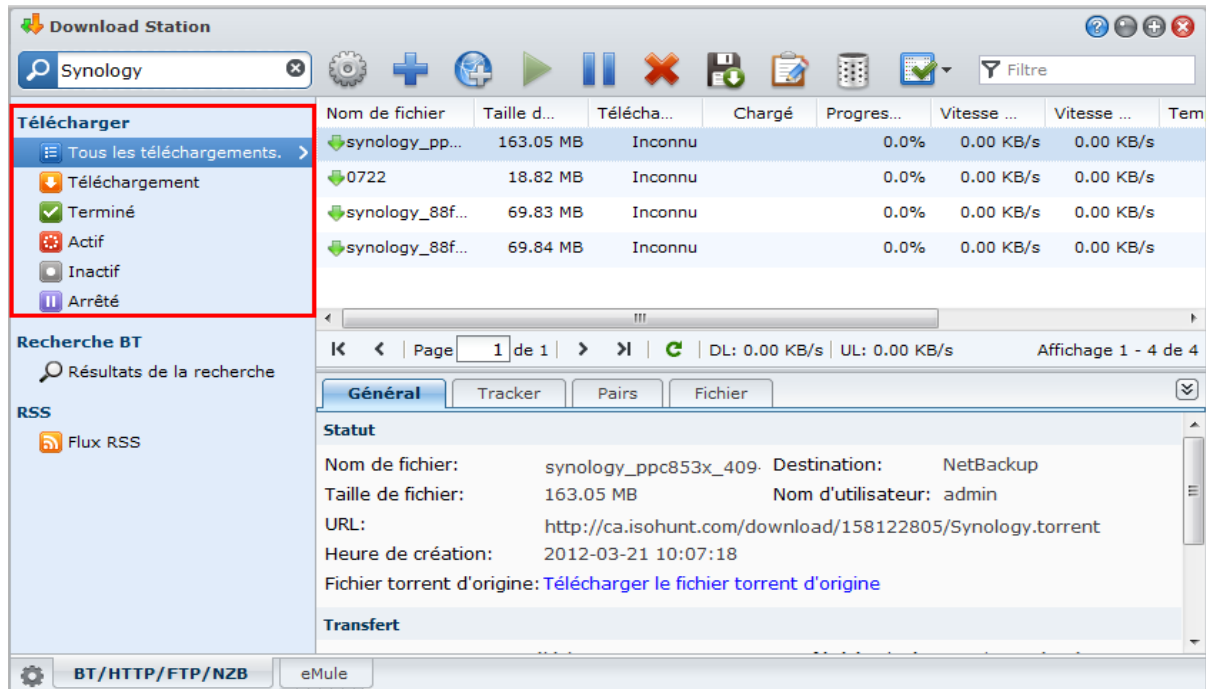 Download Station
Synology
Filtre
Télécharger
Tous les téléchargements.
Téléchargement
Terminé
Actif
Inactif
Arrêté
Recherche BT
Résultats de la recherche
RSS
Flux RSS
Nom de fichier Taille d... Télécha... Chargé Progres... Vitesse ... Vitesse ... Tem
synology_pp... 163.05 MB Inconnu 0.0% 0.00 KB/s 0.00 KB/s
0722 18.82 MB Inconnu 0.0% 0.00 KB/s 0.00 KB/s
synology_88f... 69.83 MB Inconnu 0.0% 0.00 KB/s 0.00 KB/s
synology_88f... 69.84 MB Inconnu 0.0% 0.00 KB/s 0.00 KB/s
Page 1 de 1 DL: 0.00 KB/s UL: 0.00 KB/s Affichage 1 - 4 de 4
Général Tracker Pairs Fichier
Statut
Nom de fichier: synology_ppc853x_409- Destination: NetBackup
Taille de fichier: 163.05 MB Nom d'utilisateur: admin
URL: http://ca.isohunt.com/download/158122805/Synology.torrent
Heure de création: 2012-03-21 10:07:18
Fichier torrent d'origine: Télécharger le fichier torrent d'origine
Transfert
BT/HTTP/FTP/NZB eMule